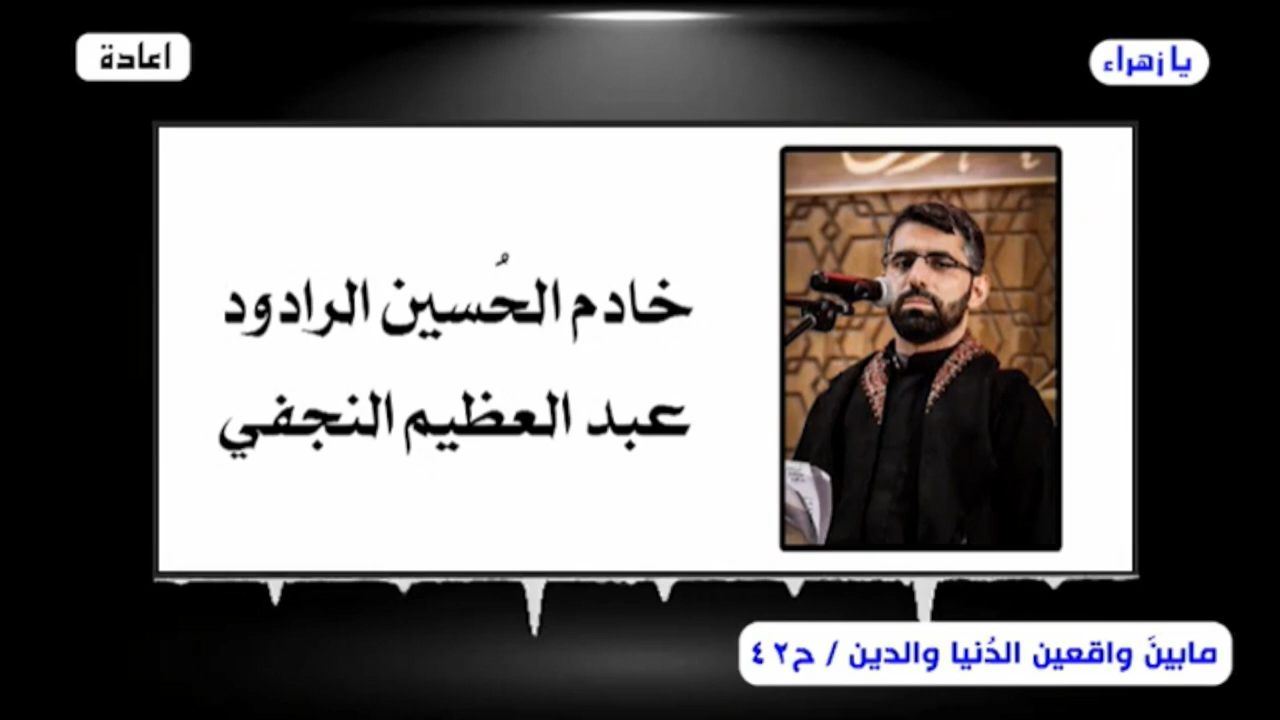 يا زهراء
اعادة
خادم الحُسين الرادود
عبد العظيم النجفي
مابينَ واقعين الدُنيا والدين / ح٤٢